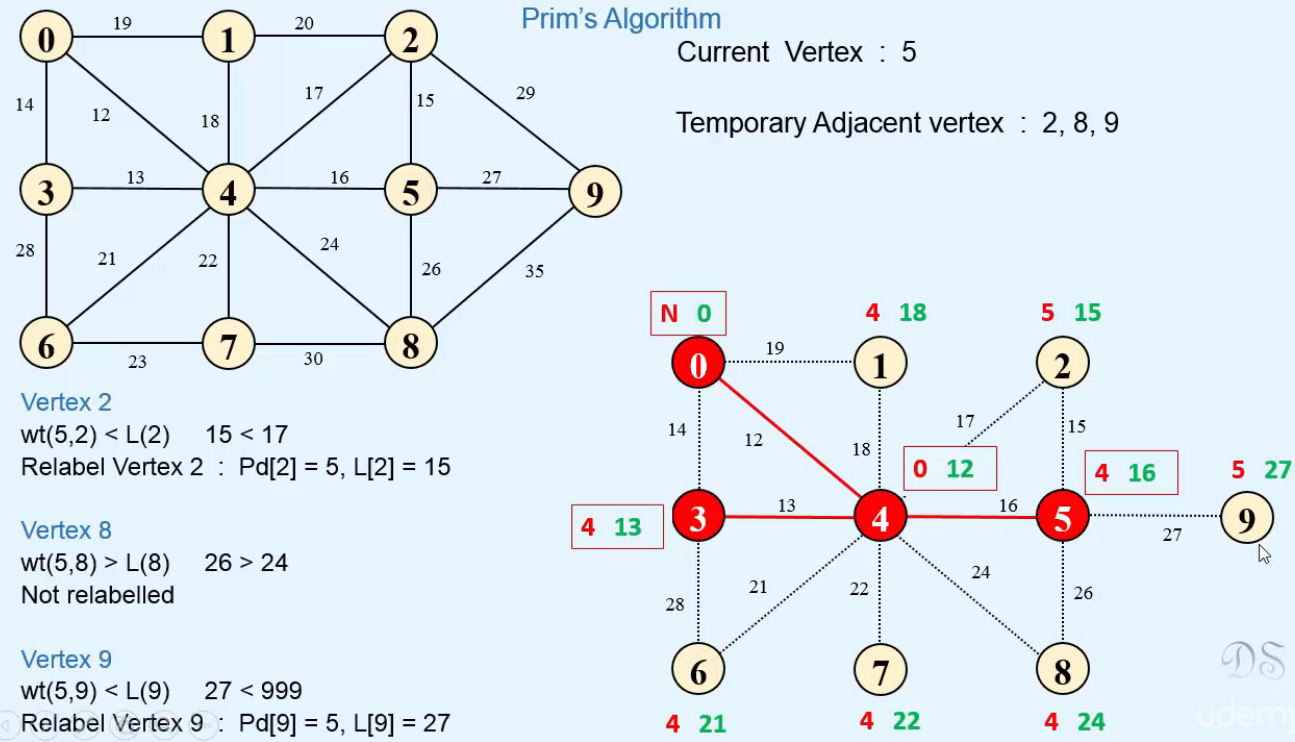 Prim's Algorithm
Current Vertex : 5
Temporary Adjacent vertex : 2, 8, 9
19 20
0 1 2
14 12 18 17 15 29
3 13 4 16 5 27 9
28 21 22 24 26 35
6 23 7 30 8
Vertex 2
wt(5,2) < L(2) 15 < 17
Relabel Vertex 2 : Pd[2] = 5, L[2] = 15
Vertex 8
wt(5,8) > L(8) 26 > 24
Not relabelled
Vertex 9
wt(5,9) < L(9) 27 < 999
Relabel Vertex 9 : Pd[9] = 5, L[9] = 27
N 0 4 18 5 15
0 19 1 2
14 12 18 17 15
0 12 4 16 5 27
4 13 3 13 4 16 5 27 9
28 21 22 24 26
6 7 8
4 21 4 22 4 24
DS
udemy